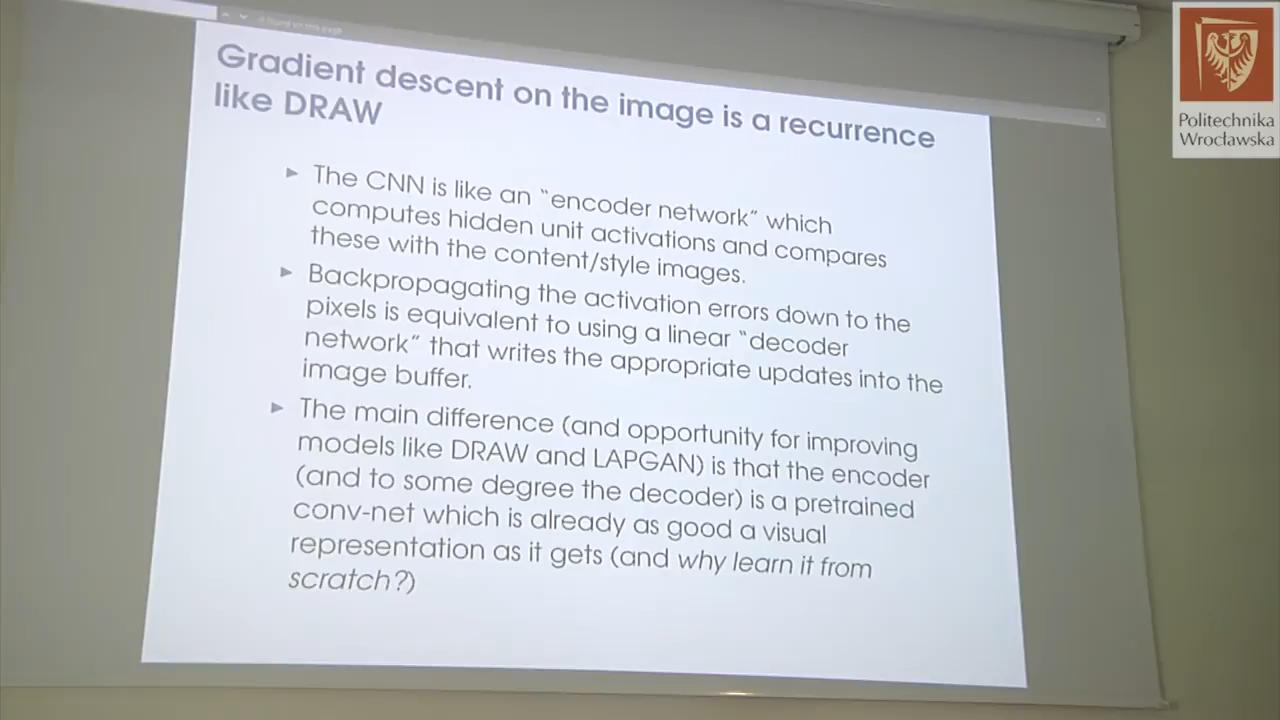 Gradient descent on the image is a recurrence
like DRAW
The CNN is like an "encoder network" which
computes hidden unit activations and compares
these with the content/style images.
Backpropagating the activation errors down to the
pixels is equivalent to using a linear "decoder
network" that writes the appropriate updates into the
image buffer.
The main difference (and opportunity for improving
models like DRAW and LAPGAN) is that the encoder
(and to some degree the decoder) is a pretrained
conv-net which is already as good a visual
representation as it gets (and why learn it from
scratch?)
Politechnika
Wrocławska